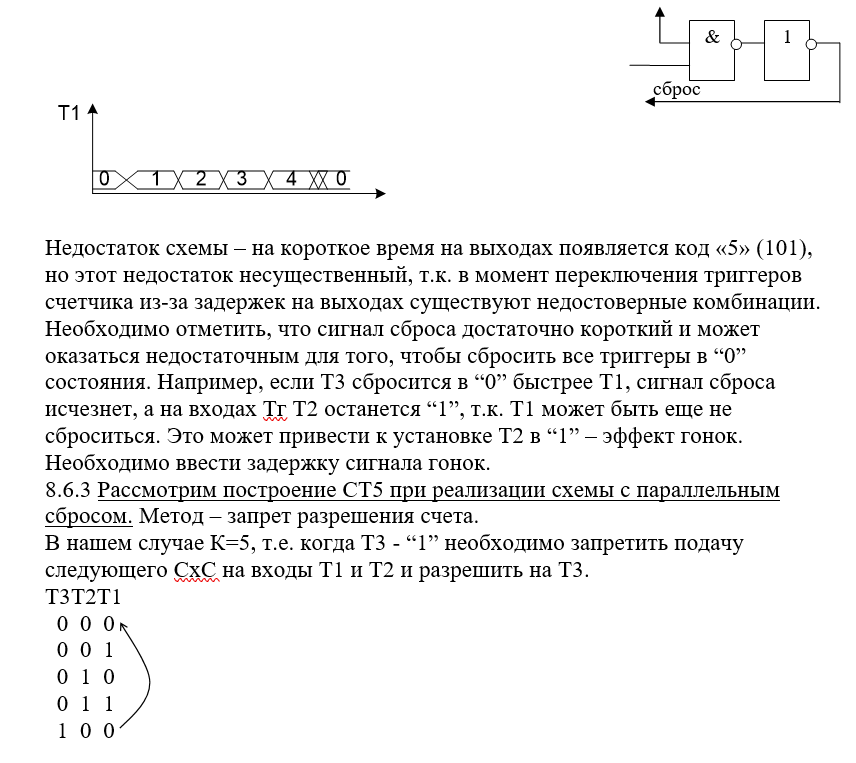 & 1
сброс
T1
0 1 2 3 4 0
Недостаток схемы – на короткое время на выходах появляется код «5» (101),
но этот недостаток несущественный, т.к. в момент переключения триггеров
счетчика из-за задержек на выходах существуют недостоверные комбинации.
Необходимо отметить, что сигнал сброса достаточно короткий и может
оказаться недостаточным для того, чтобы сбросить все триггеры в “0”
состояния. Например, если Т3 сбросится в “0” быстрее Т1, сигнал сброса
исчезнет, а на входах Тг Т2 останется “1”, т.к. Т1 может быть еще не
сброситься. Это может привести к установке Т2 в “1” – эффект гонок.
Необходимо ввести задержку сигнала гонок.
8.6.3 Рассмотрим построение СТ5 при реализации схемы с параллельным
сбросом. Метод – запрет разрешения счета.
В нашем случае К=5, т.е. когда Т3 - “1” необходимо запретить подачу
следующего СхС на входы Т1 и Т2 и разрешить на Т3.
Т3Т2Т1
0 0 0
0 0 1
0 1 0
0 1 1
1 0 0